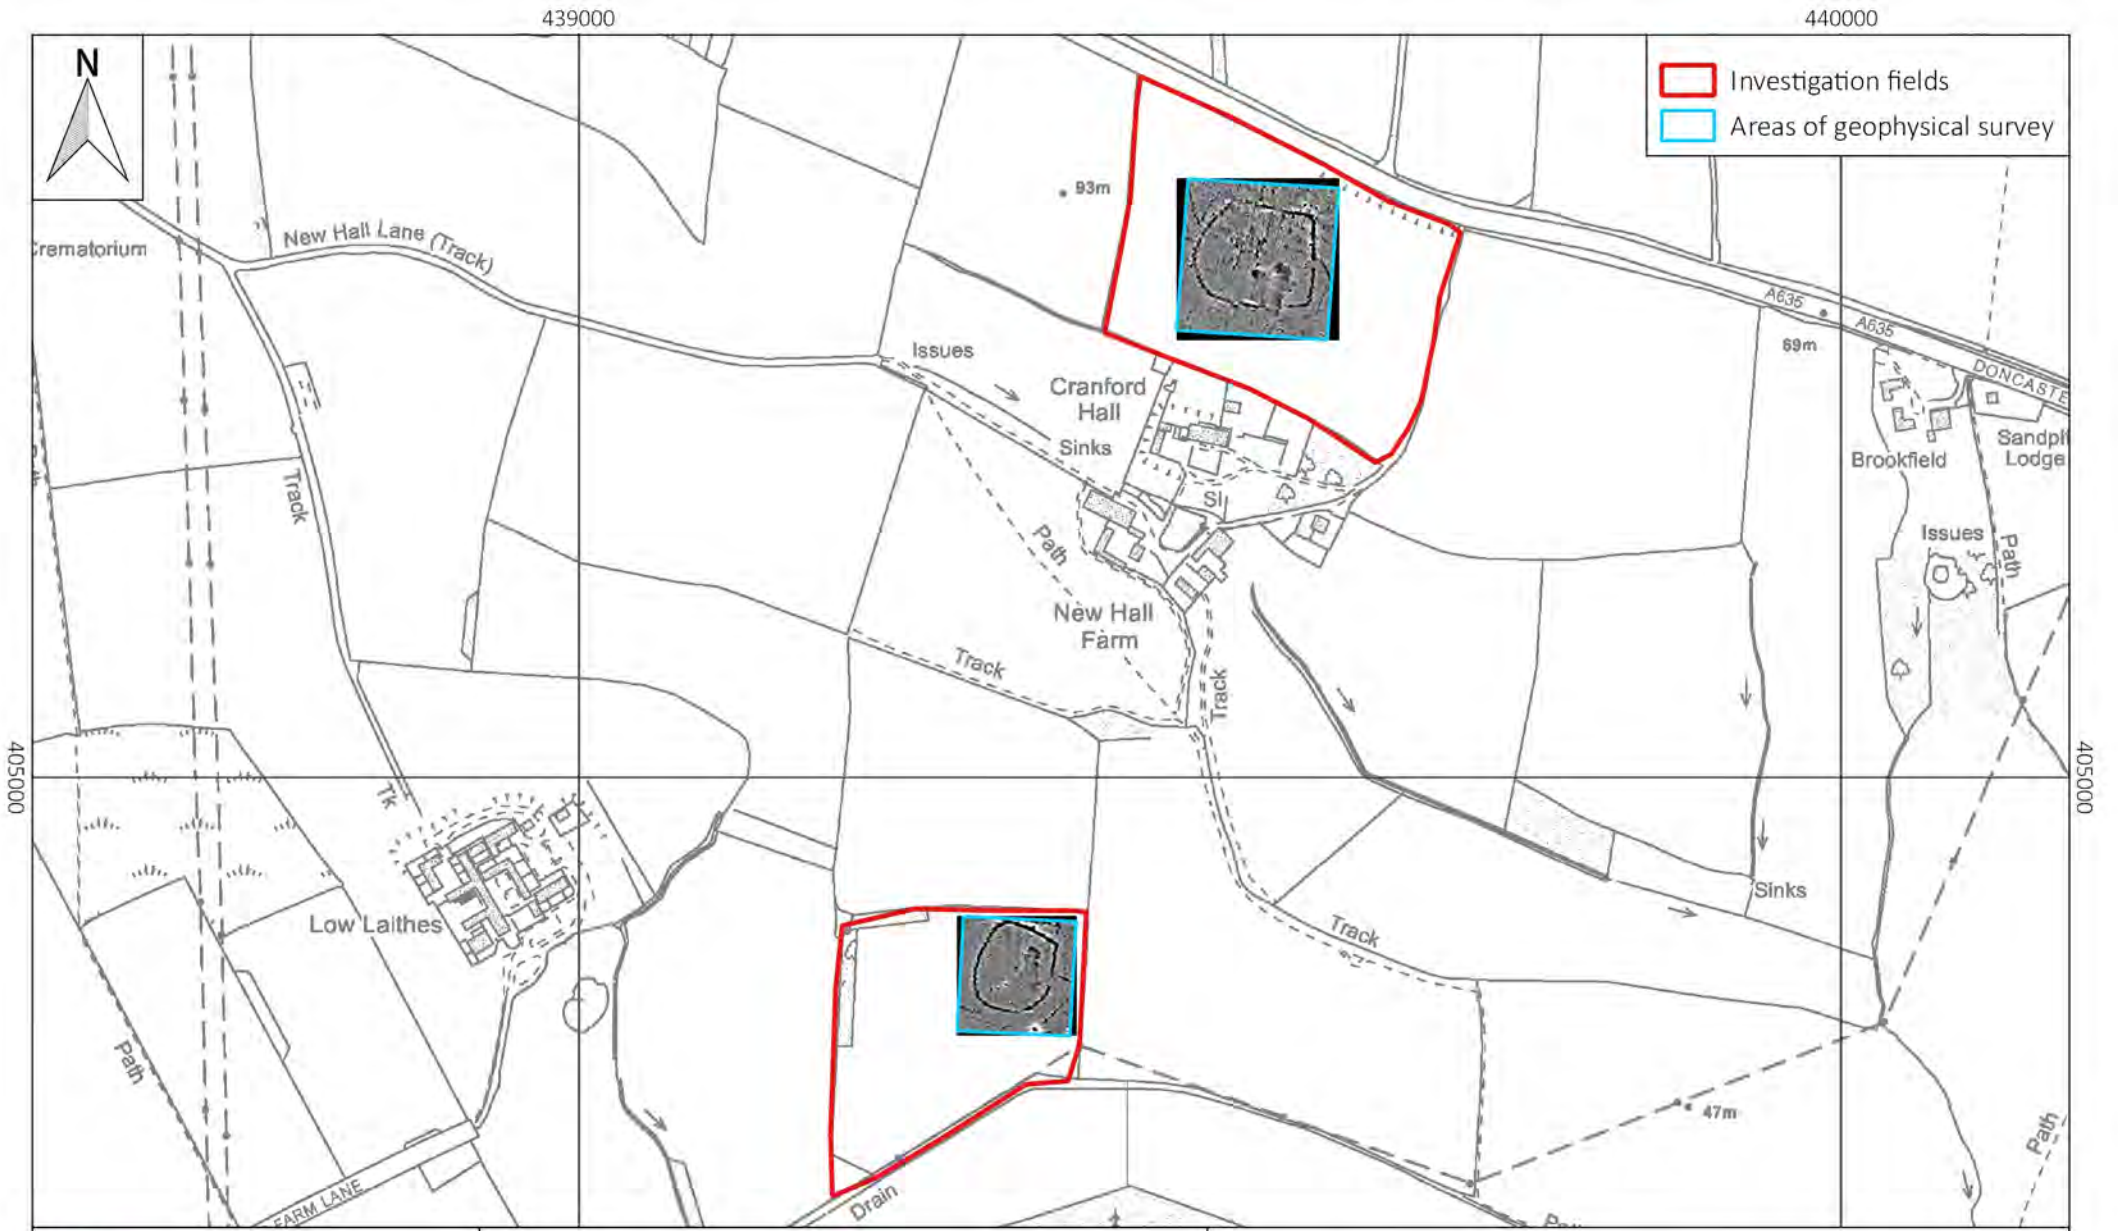 439000
440000
N
Investigation fields
Areas of geophysical survey
93m
Crematorium
New Hall Lane (Track)
A635
A635
69m
DONCASTE
Issues
Cranford
Hall
Sinks
Brookfield
Sandpit
Lodge
Track
Sl
Path
Issues
Path
New Hall
Farm
Track
Track
405000
405000
Tk
Sinks
Low Laithes
Track
Path
47m
Path
Drain
FARM LANE